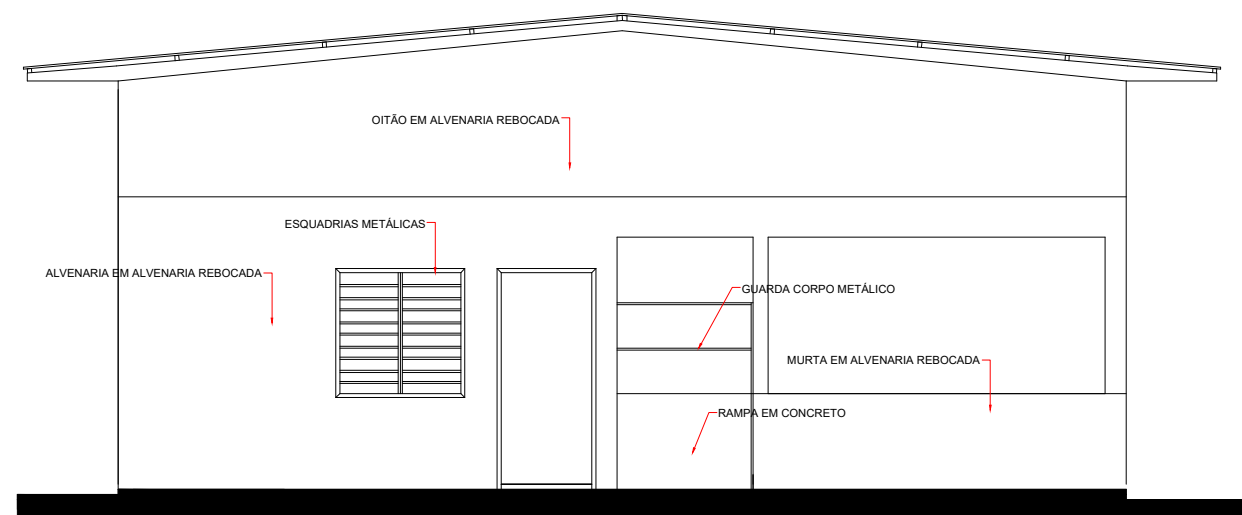 OITÃO EM ALVENARIA REBOCADA
ESQUADRIAS METÁLICAS
ALVENARIA EM ALVENARIA REBOCADA
GUARDA CORPO METÁLICO
MURTA EM ALVENARIA REBOCADA
RAMPA EM CONCRETO